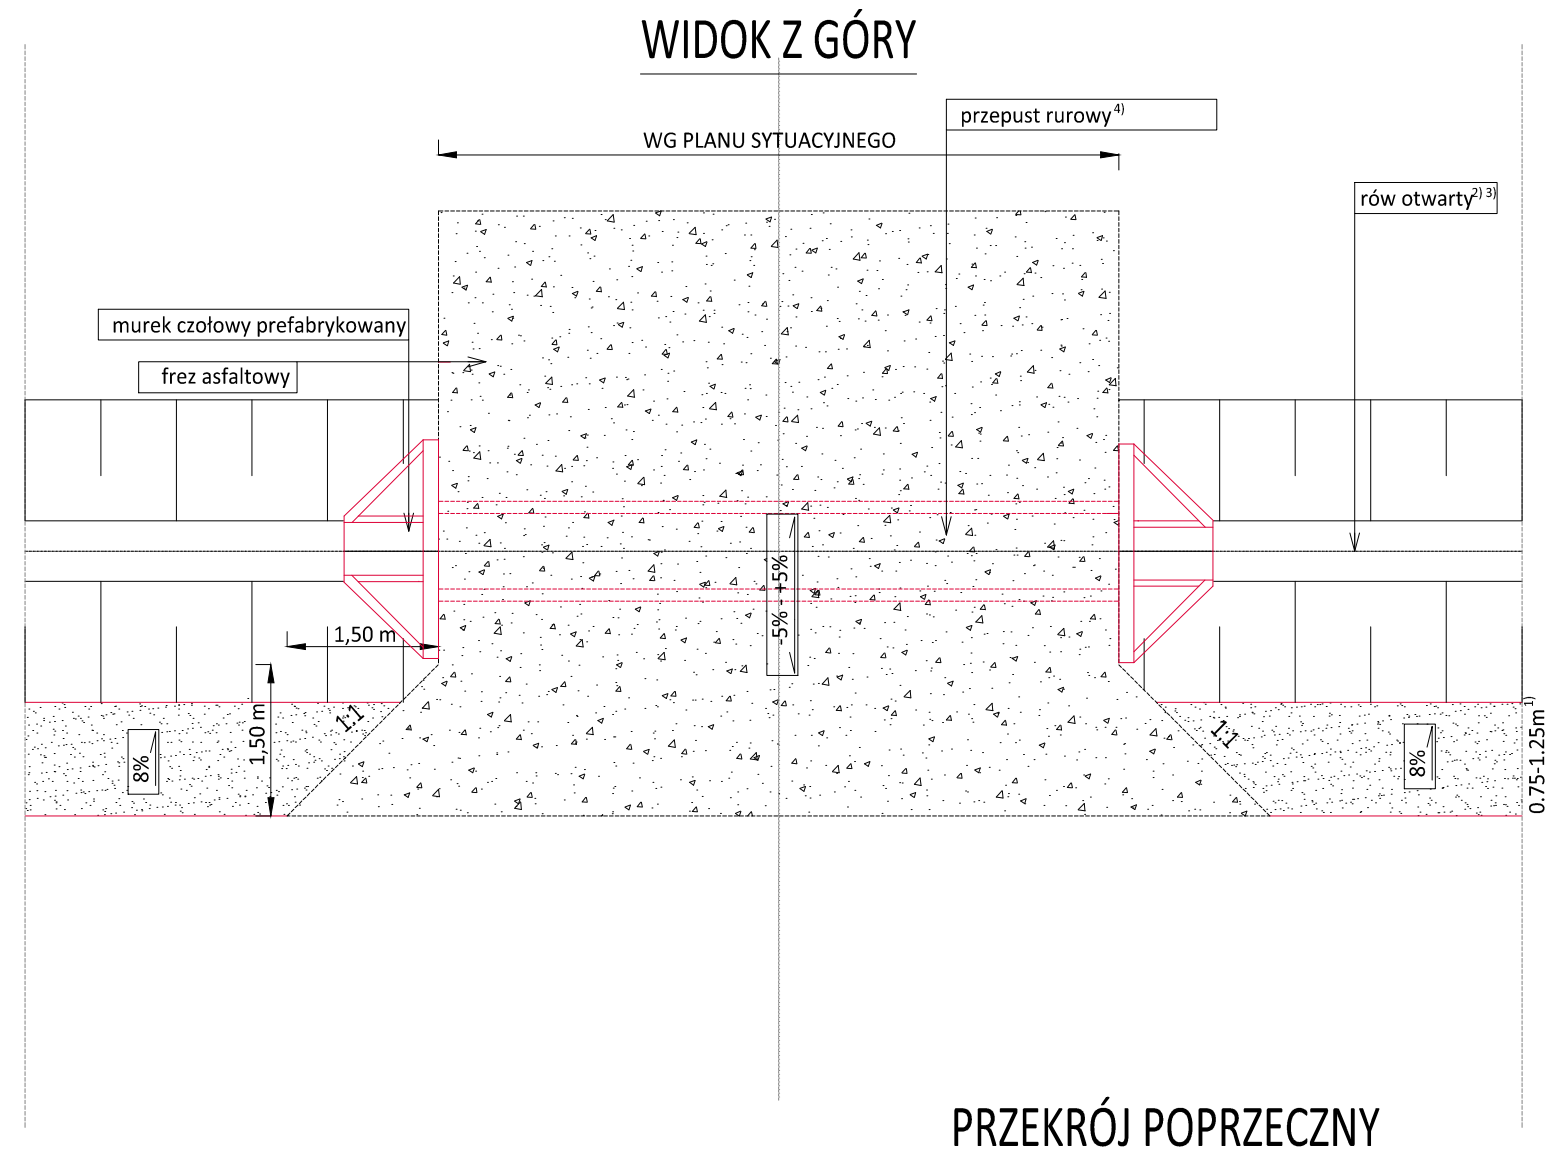 WIDOK Z GÓRY
przepust rurowy 4)
WG PLANU SYTUACYJNEGO
rów otwarty 2) 3)
murek czołowy prefabrykowany
frez asfaltowy
-5% - +5%
1,50 m
1:1
1:1
1,50 m
8%
8%
0.75-1.25m 1)
PRZEKRÓJ POPRZECZNY